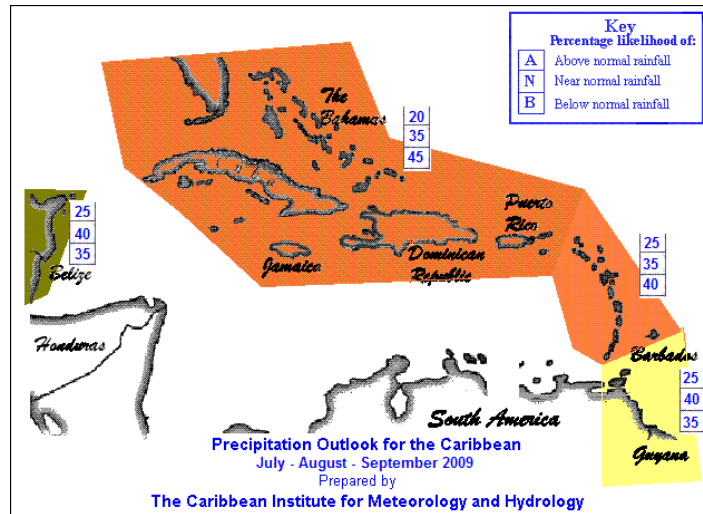 Key
Percentage likelihood of:
A Above normal rainfall
N Near normal rainfall
B Below normal rainfall
The
Bahamas
20
35
45
Puerto
Rico
25
40
35
Belize
Jamaica
Dominican
Republic
25
35
40
Honduras
Barbados
25
40
35
South America
Guyana
Precipitation Outlook for the Caribbean
July - August - September 2009
Prepared by
The Caribbean Institute for Meteorology and Hydrology